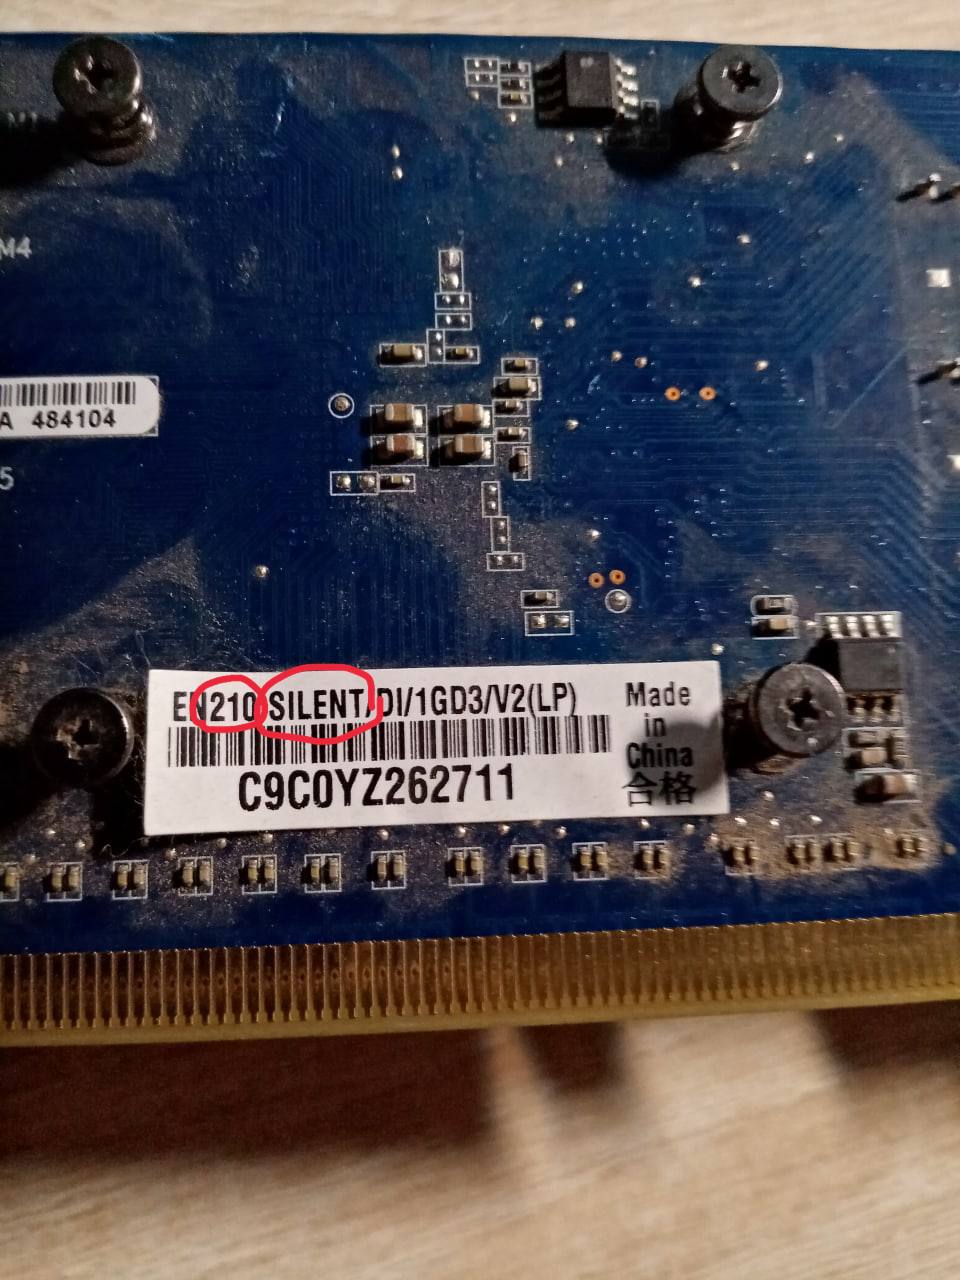 M4
A 484104
5
EN210 SILENT/DI/1GD3/V2(LP)
C9C0YZ262711
Made
in
China
合格